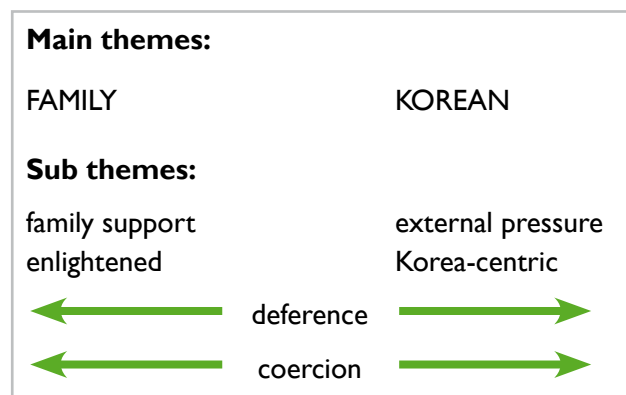 Main themes:
FAMILY KOREAN
Sub themes:
family support external pressure
enlightened Korea-centric
deference
coercion